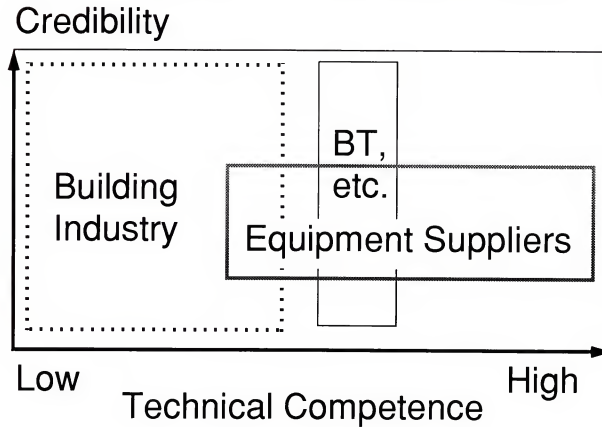 Credibility
BT,
etc.
Building
Industry
Equipment Suppliers
Low
High
Technical Competence